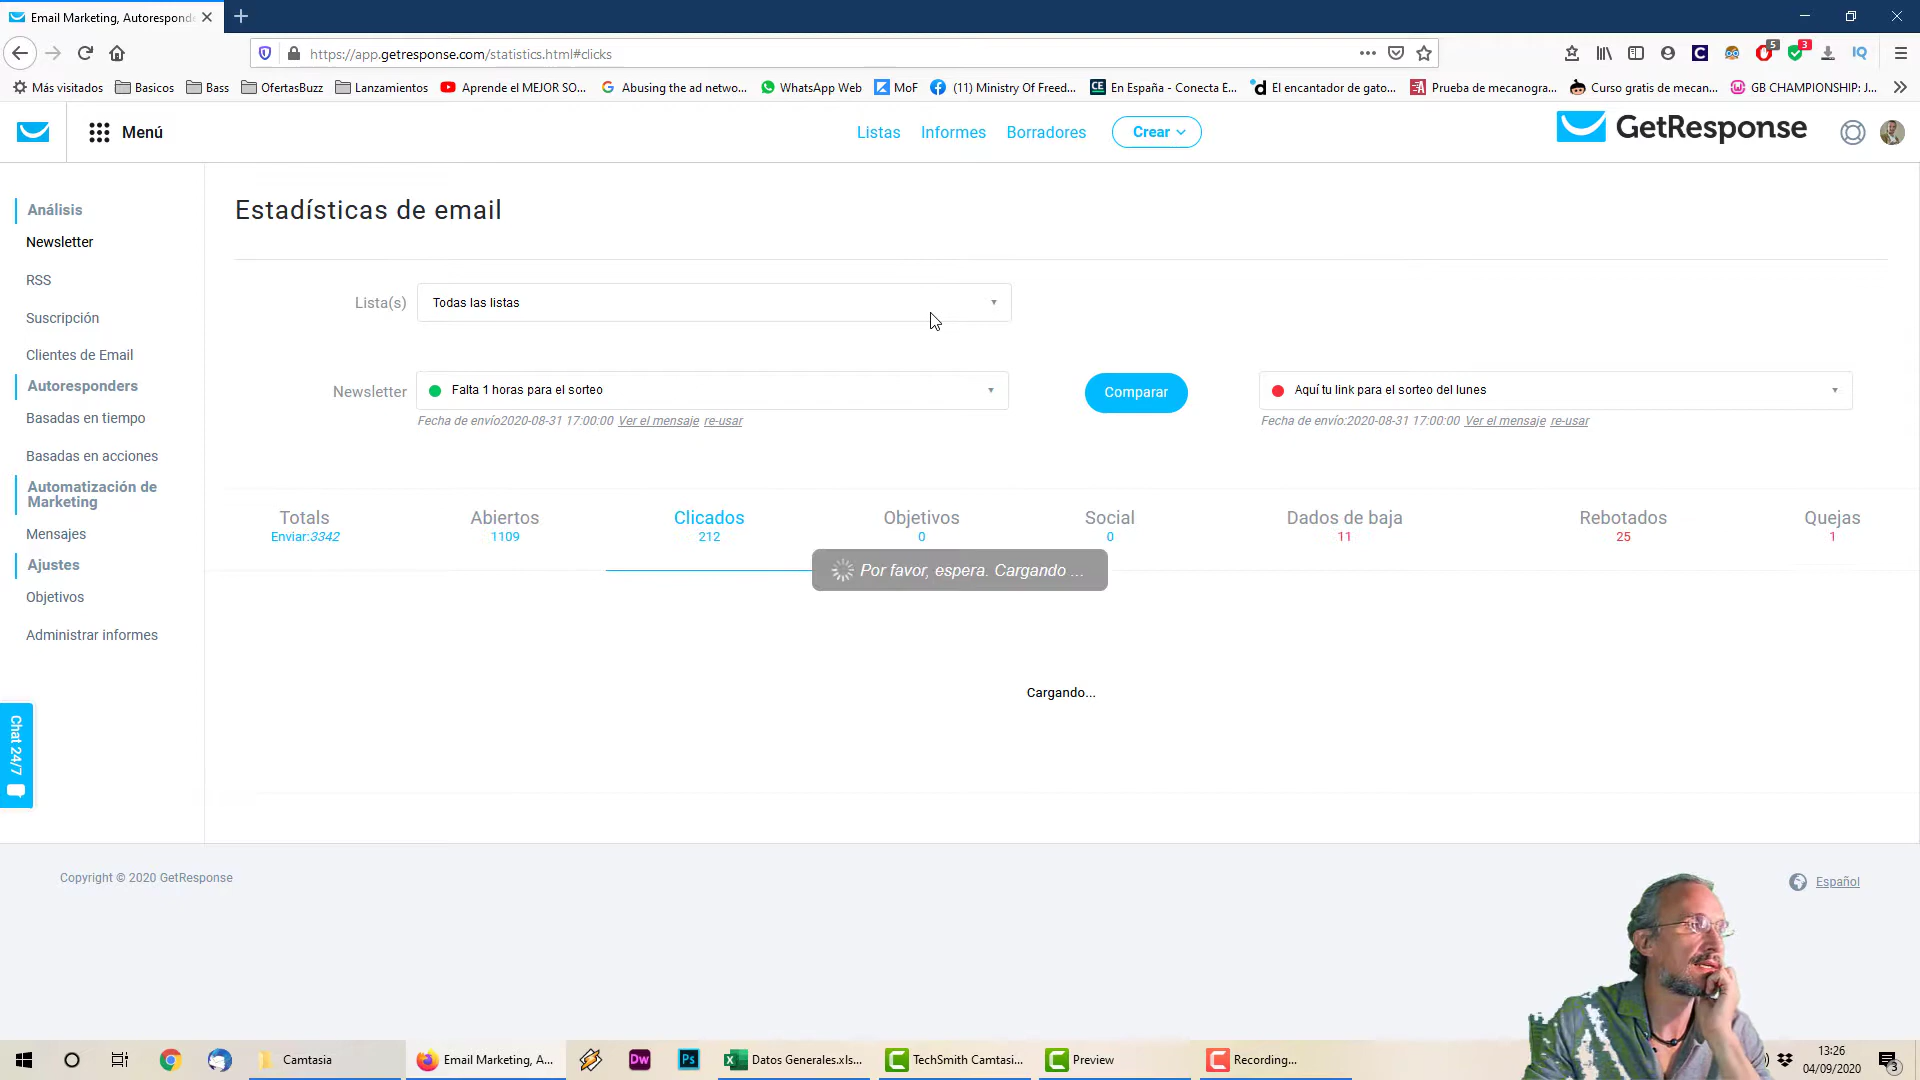 Email Marketing, Autorespond
https://app.getresponse.com/statistics.html#clicks
5
3
IQ
Más visitados
Basicos
Bass
OfertasBuzz
Lanzamientos
Aprende el MEJOR SO...
Abusing the ad netwo...
WhatsApp Web
MoF
(11) Ministry Of Freed...
En España - Conecta E...
El encantador de gato...
Prueba de mecanogra...
Curso gratis de mecan...
GB CHAMPIONSHIP: J...
Menú
Listas
Informes
Borradores
Crear
GetResponse
Análisis
Newsletter
RSS
Suscripción
Clientes de Email
Autoresponders
Basadas en tiempo
Basadas en acciones
Automatización de
Marketing
Mensajes
Ajustes
Objetivos
Administrar informes
Chat 24/7
Estadísticas de email
Lista(s)
Todas las listas
Newsletter
Falta 1 horas para el sorteo
Fecha de envío2020-08-31 17:00:00 Ver el mensaje re-usar
Comparar
Aquí tu link para el sorteo del lunes
Fecha de envío:2020-08-31 17:00:00 Ver el mensaje re-usar
Totals
Enviar:3342
Abiertos
1109
Clicados
212
Objetivos
0
Social
0
Dados de baja
11
Rebotados
25
Quejas
1
Por favor, espera. Cargando ...
Cargando...
Copyright © 2020 GetResponse
Español
Camtasia
Email Marketing, A...
Dw
Ps
Datos Generales.xls...
TechSmith Camtasi...
Preview
Recording...
13:26
04/09/2020
3